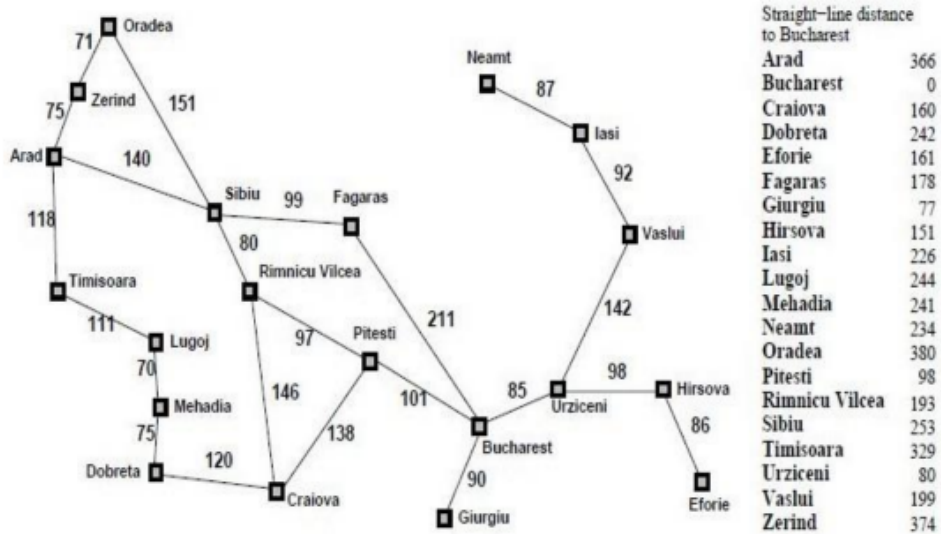 Oradea
71
Neamt
Zerind
87
75
151
Iasi
Arad
140
92
Sibiu
99
Fagaras
118
Vaslui
80
Timisoara
Rimnicu Vilcea
142
111
97
Pitesti
211
Lugoj
70
98
Hirsova
146
85
Mehadia
101
Urziceni
86
75
138
Bucharest
Dobreta
120
90
Craiova
Eforie
Giurgiu
Straight-line distance
to Bucharest
Arad 366
Bucharest 0
Craiova 160
Dobreta 242
Eforie 161
Fagaras 178
Giurgiu 77
Hirsova 151
Iasi 226
Lugoj 244
Mehadia 241
Neamt 234
Oradea 380
Pitesti 98
Rimnicu Vilcea 193
Sibiu 253
Timisoara 329
Urziceni 80
Vaslui 199
Zerind 374